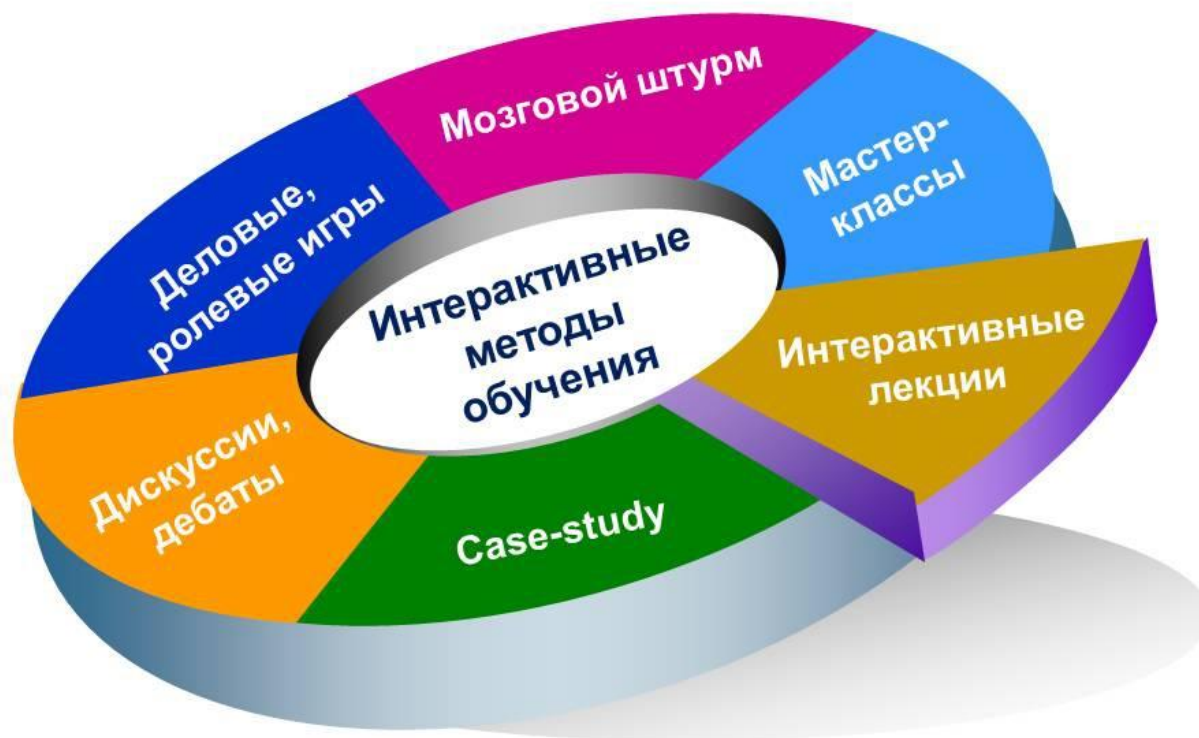 Мозговой штурм
Мастер-
классы
Деловые,
ролевые игры
Интерактивные
методы
обучения
Интерактивные
лекции
Дискуссии,
дебаты
Case-study